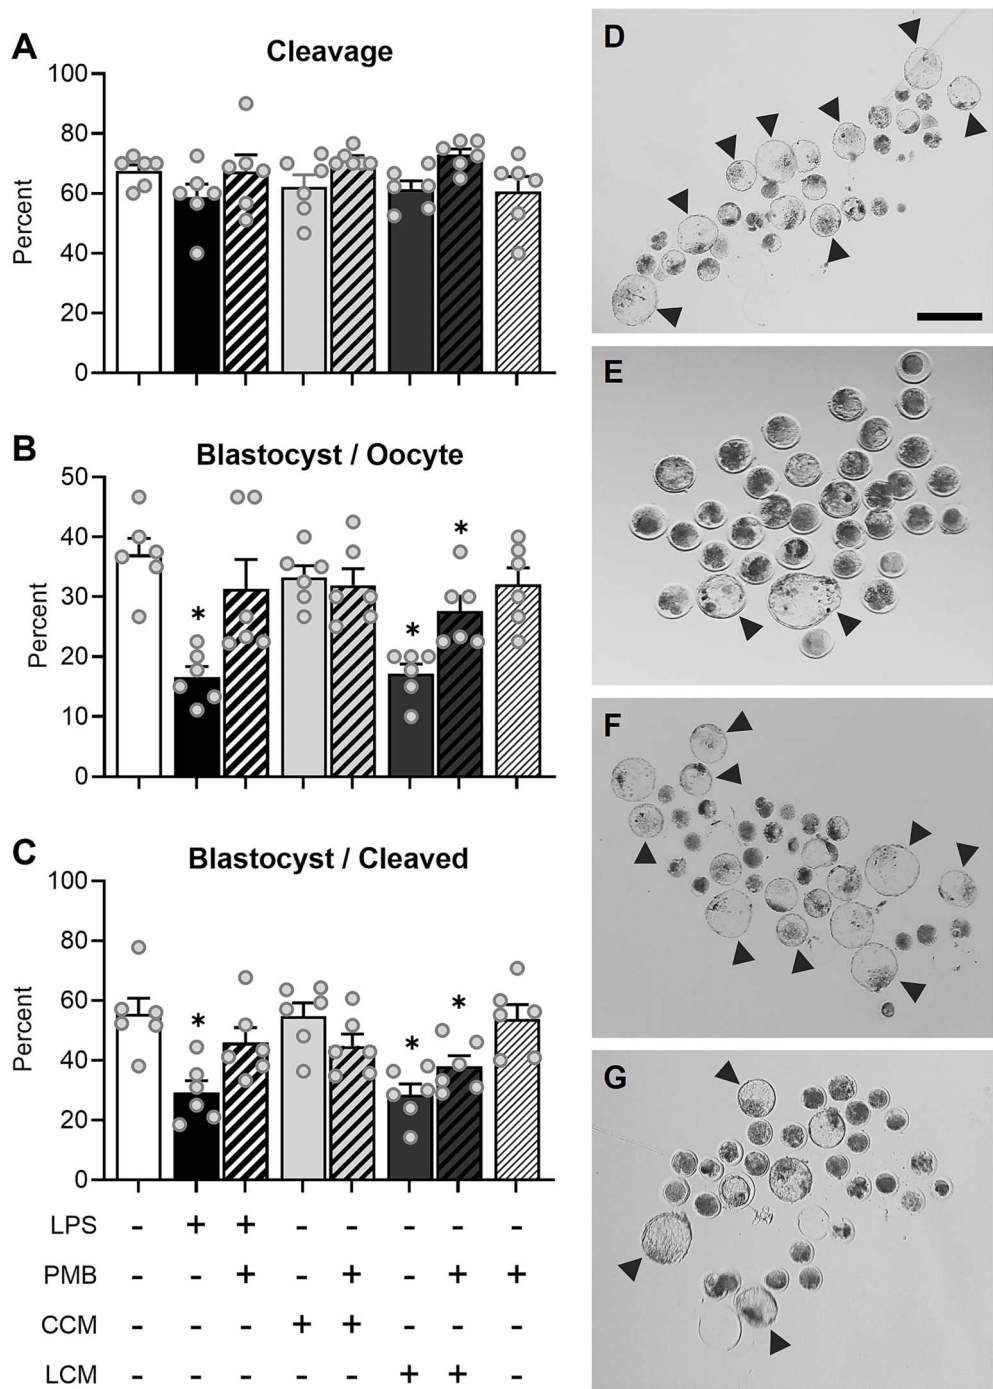 A
Cleavage
100
80
60
40
20
0
Percent
B
Blastocyst / Oocyte
50
40
30
20
10
0
Percent
*
*
*
C
Blastocyst / Cleaved
100
80
60
40
20
0
Percent
*
*
*
LPS - + + - - - - -
PMB - - + - + - + +
CCM - - - + + - - -
LCM - - - - - + + -
D
E
F
G